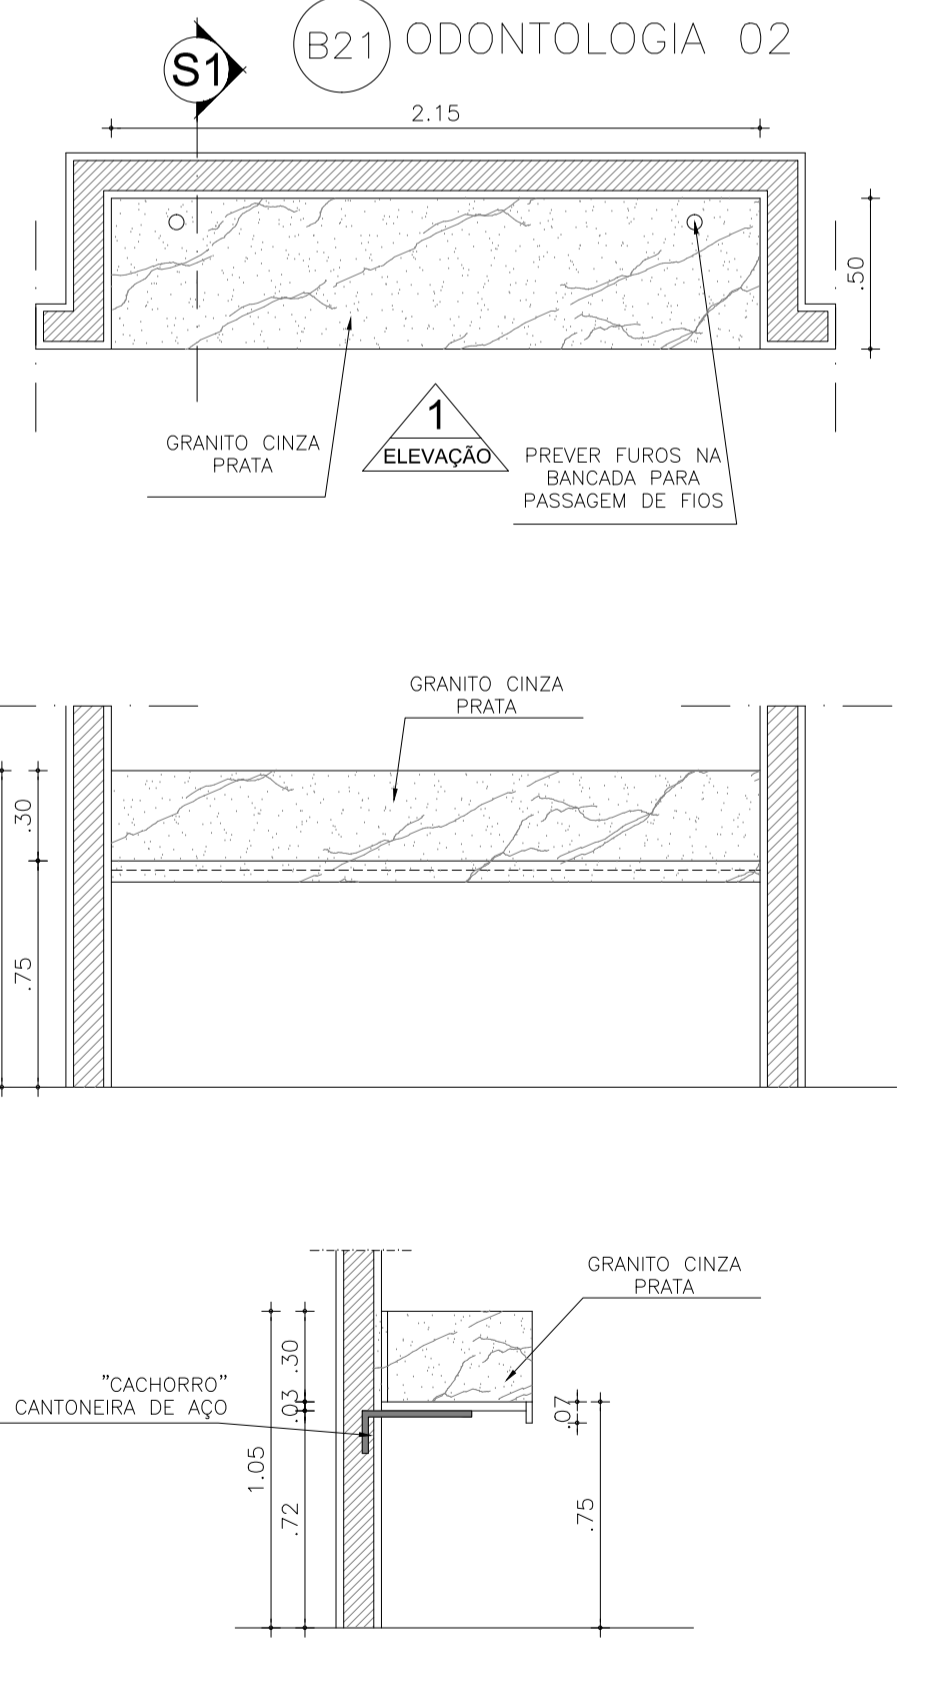 S1
B21
ODONTOLOGIA 02
2.15
.50
GRANITO CINZA
PRATA
1
ELEVAÇÃO
PREVER FUROS NA
BANCADA PARA
PASSAGEM DE FIOS
GRANITO CINZA
PRATA
.30
.75
GRANITO CINZA
PRATA
.30
"CACHORRO"
CANTONEIRA DE AÇO
.03
.07
1.05
.72
.75